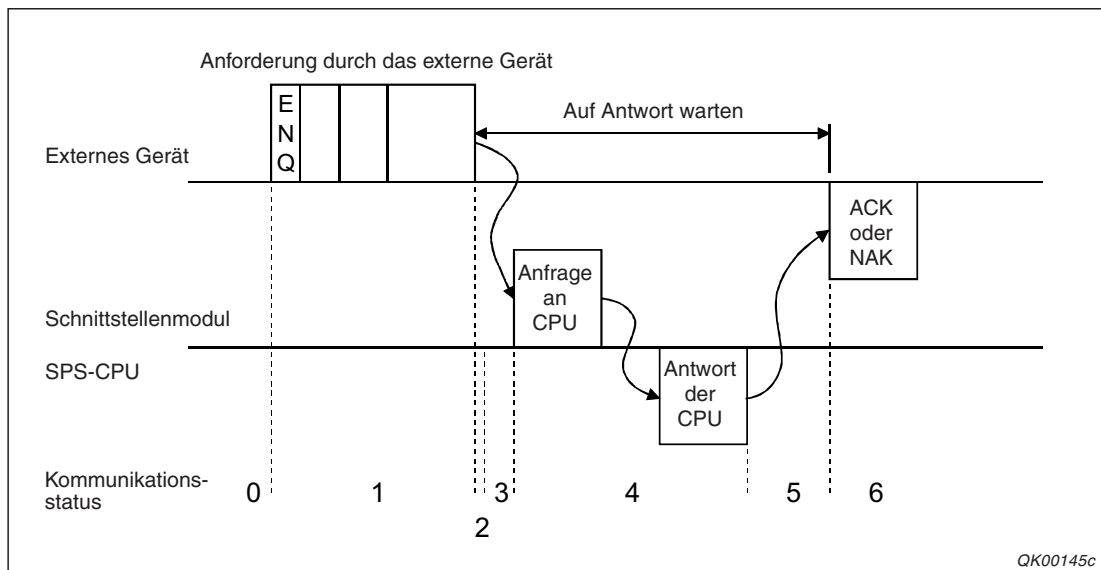 Anforderung durch das externe Gerät
E
N
Q
Auf Antwort warten
Externes Gerät
ACK
oder
NAK
Anfrage
an
CPU
Schnittstellenmodul
SPS-CPU
Antwort
der
CPU
Kommunikations-
status
0 1 3 4 5 6
2
QK00145c